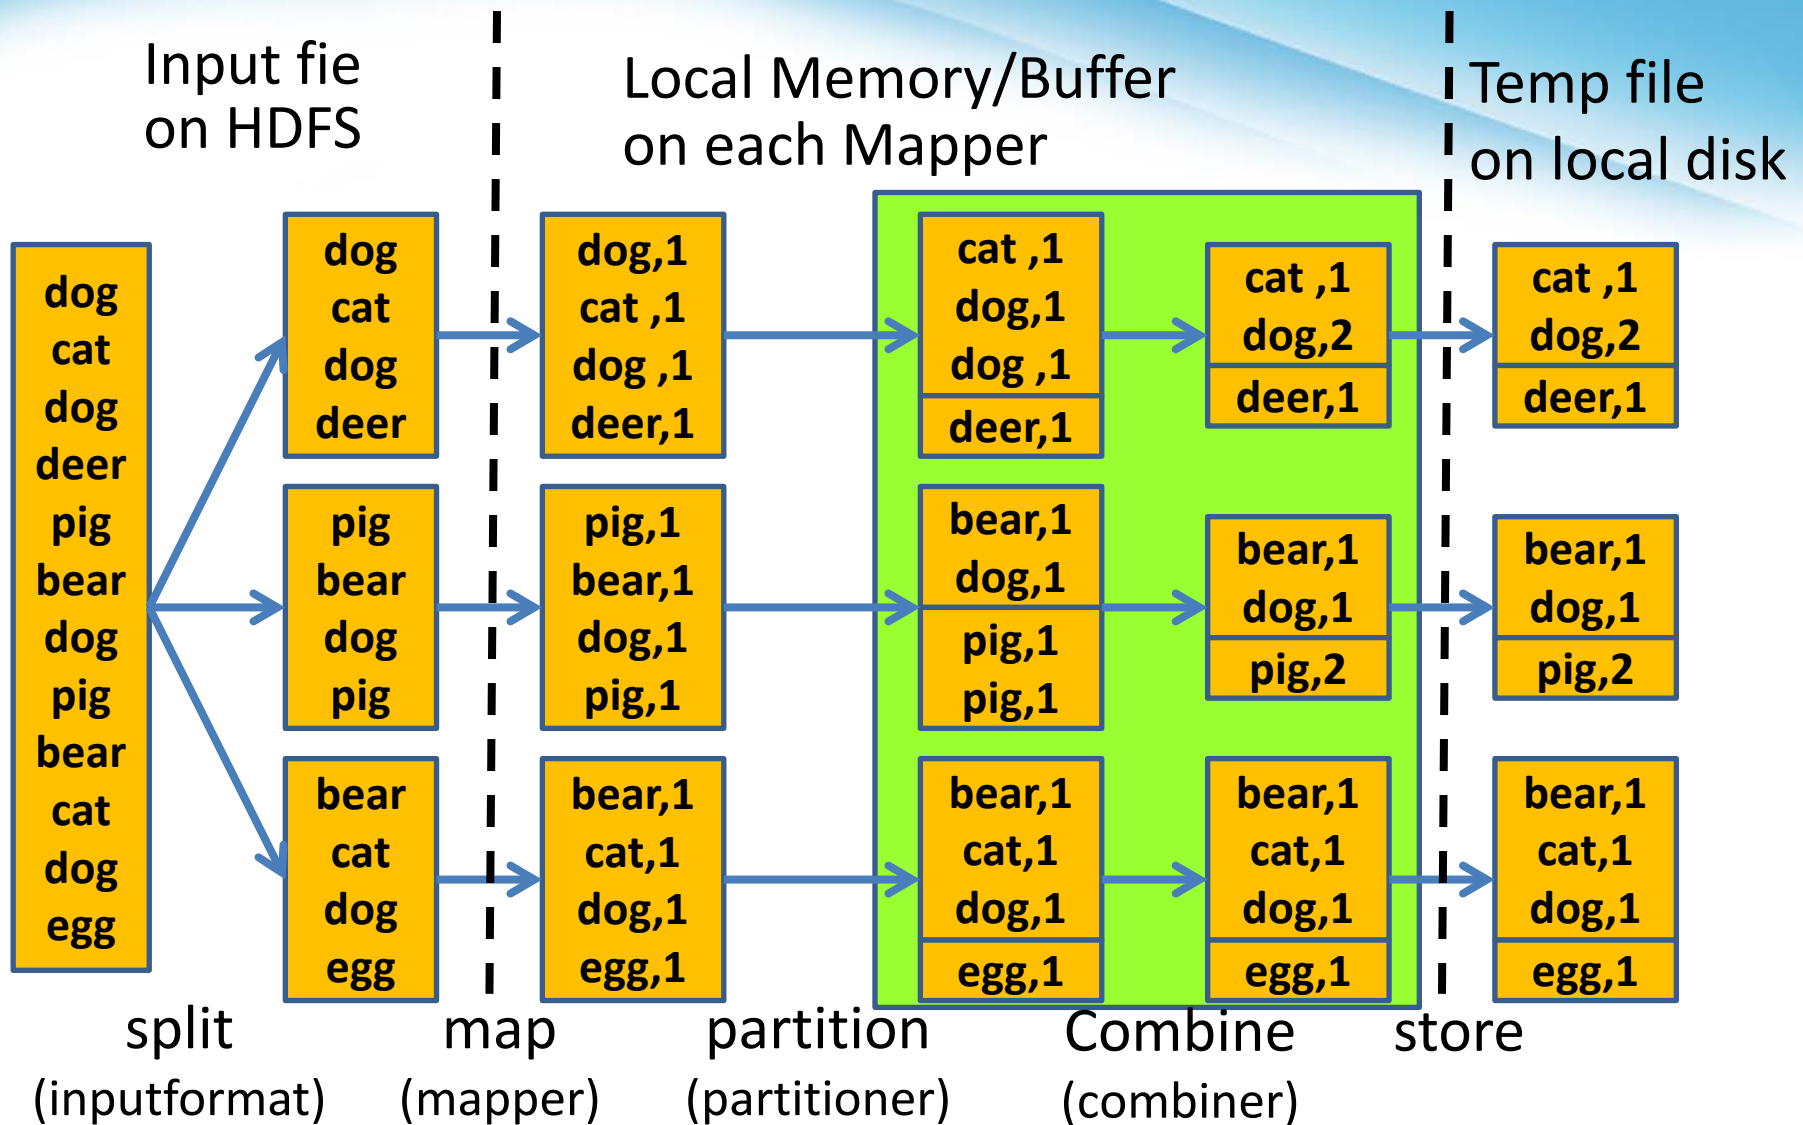 Input fie
on HDFS
Local Memory/Buffer
on each Mapper
Temp file
on local disk
dog
cat
dog
deer
pig
bear
dog
pig
bear
cat
dog
egg
dog
cat
dog
deer
pig
bear
dog
pig
bear
cat
dog
egg
dog,1
cat ,1
dog ,1
deer,1
pig,1
bear,1
dog,1
pig,1
bear,1
cat,1
dog,1
egg,1
cat ,1
dog,1
dog ,1
deer,1
bear,1
dog,1
pig,1
pig,1
bear,1
cat,1
dog,1
egg,1
cat ,1
dog,2
deer,1
bear,1
dog,1
pig,2
bear,1
cat,1
dog,1
egg,1
cat ,1
dog,2
deer,1
bear,1
dog,1
pig,2
bear,1
cat,1
dog,1
egg,1
split
(inputformat)
map
(mapper)
partition
(partitioner)
Combine
(combiner)
store